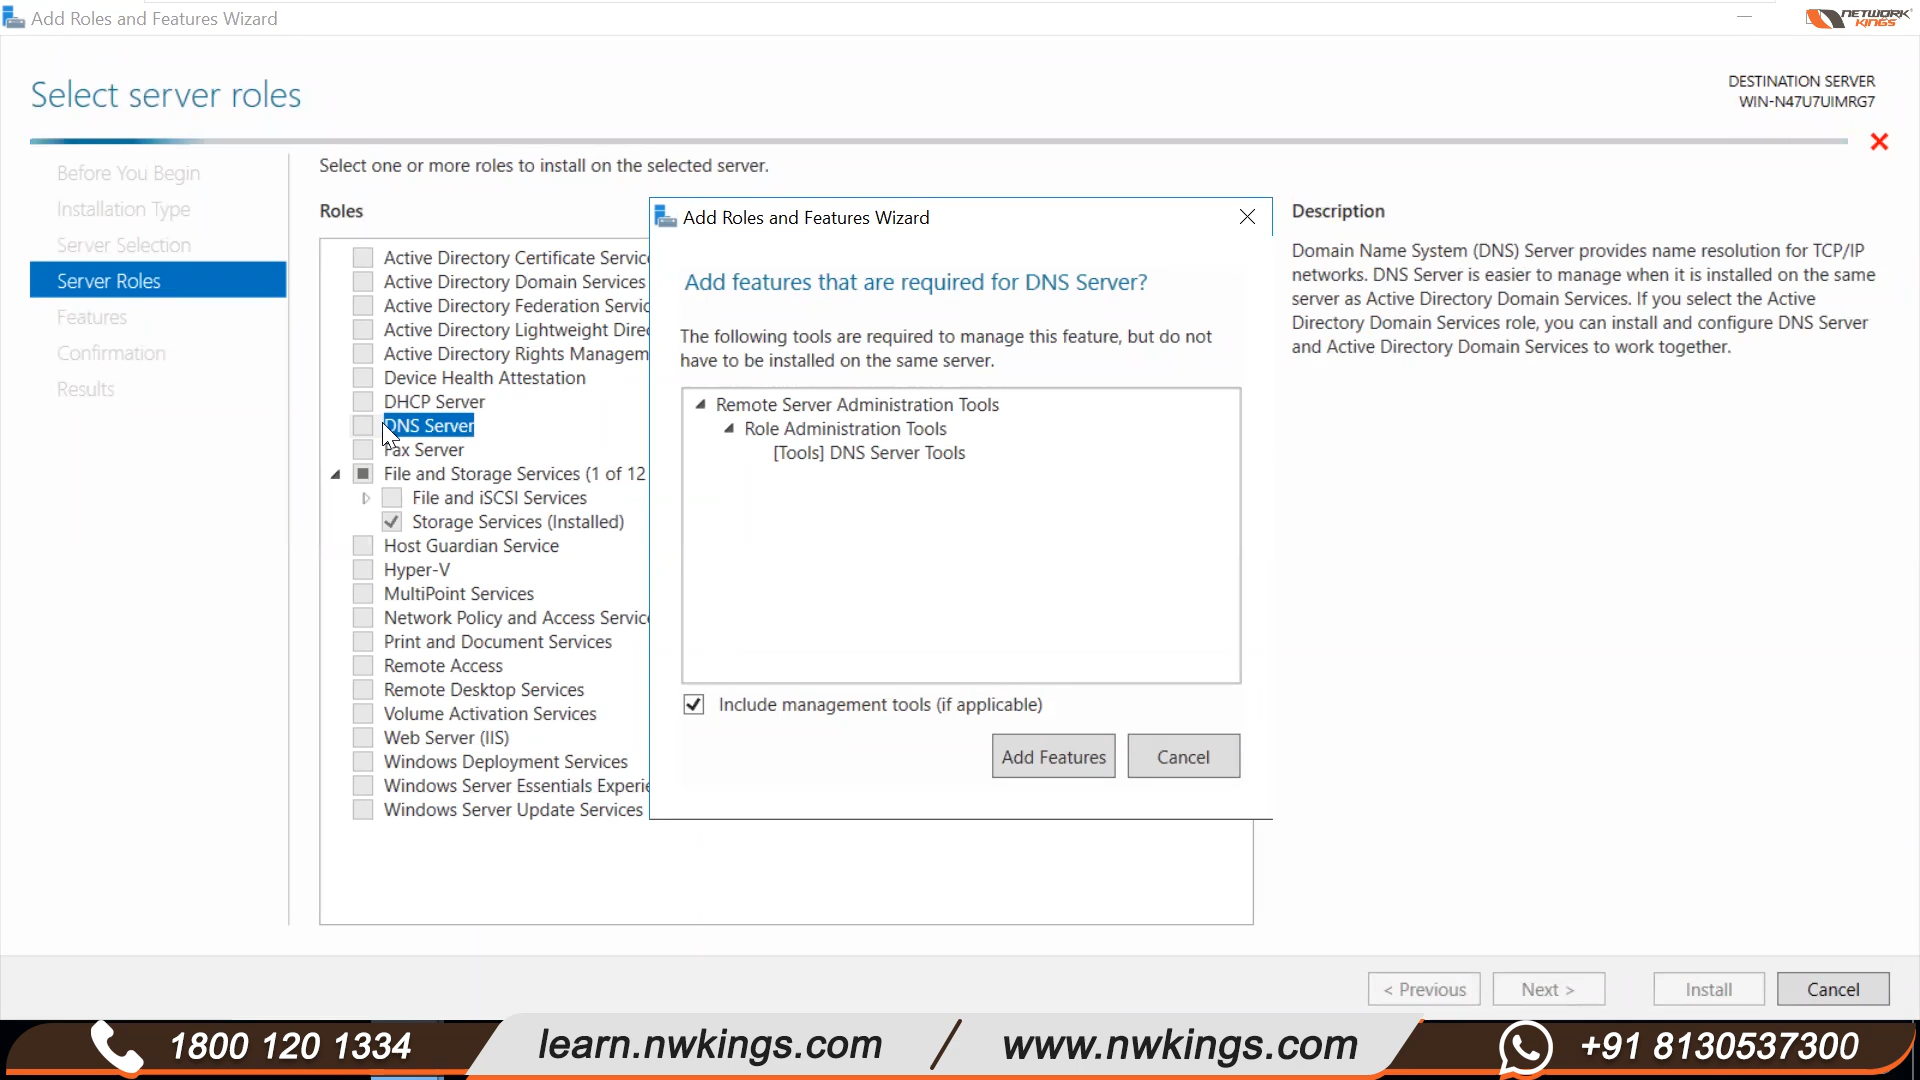 Add Roles and Features Wizard
NETWORK
KINGS
Select server roles
DESTINATION SERVER
WIN-N47U7UIMRG7
Before You Begin
Installation Type
Server Selection
Server Roles
Features
Confirmation
Results
Select one or more roles to install on the selected server.
Roles
Active Directory Certificate Service
Active Directory Domain Services
Active Directory Federation Servic
Active Directory Lightweight Direc
Active Directory Rights Managem
Device Health Attestation
DHCP Server
DNS Server
Fax Server
File and Storage Services (1 of 12
File and iSCSI Services
Storage Services (Installed)
Host Guardian Service
Hyper-V
MultiPoint Services
Network Policy and Access Service
Print and Document Services
Remote Access
Remote Desktop Services
Volume Activation Services
Web Server (IIS)
Windows Deployment Services
Windows Server Essentials Experie
Windows Server Update Services
Add Roles and Features Wizard
Add features that are required for DNS Server?
The following tools are required to manage this feature, but do not
have to be installed on the same server.
Remote Server Administration Tools
Role Administration Tools
[Tools] DNS Server Tools
Include management tools (if applicable)
Add Features
Cancel
Description
Domain Name System (DNS) Server provides name resolution for TCP/IP
networks. DNS Server is easier to manage when it is installed on the same
server as Active Directory Domain Services. If you select the Active
Directory Domain Services role, you can install and configure DNS Server
and Active Directory Domain Services to work together.
< Previous
Next >
Install
Cancel
1800 120 1334
learn.nwkings.com / www.nwkings.com
+91 8130537300